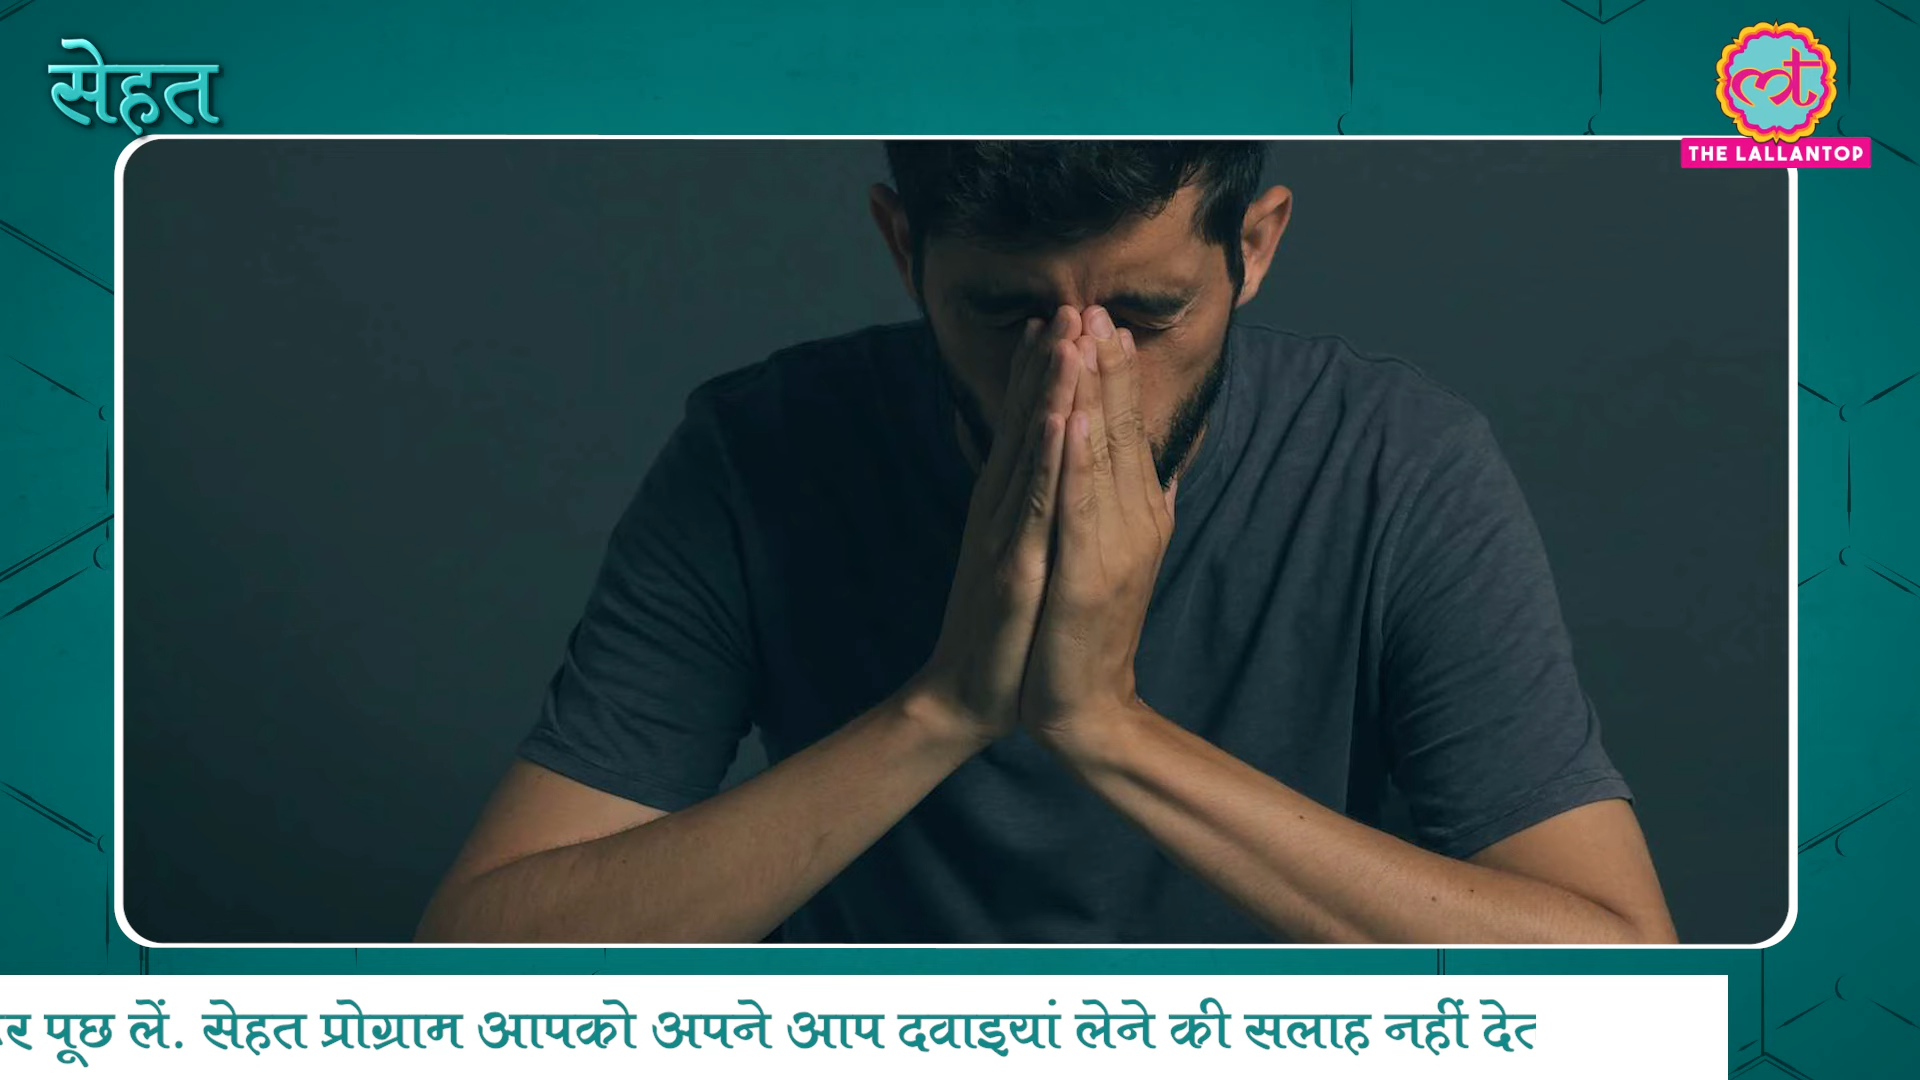 सेहत
THE LALLANTOP
पूछ लें. सेहत प्रोग्राम आपको अपने आप दवाइयां लेने की सलाह नहीं